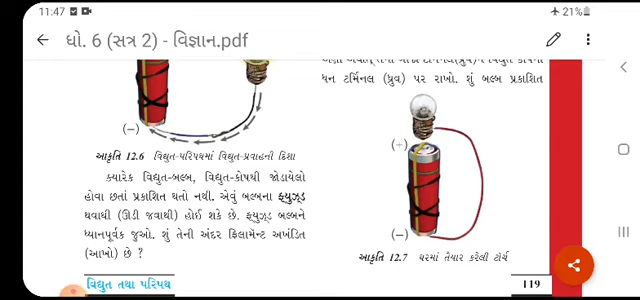 11:47
21%
ધો. 6 (સત્ર 2) - વિજ્ઞાન.pdf
(–)
આકૃતિ 12.6 વિદ્યુત-પરિપથમાં વિદ્યુત-પ્રવાહની દિશા
ક્યારેક વિદ્યુત-બલ્બ, વિદ્યુત-કોષથી જોડાયેલો
હોવા છતાં પ્રકાશિત થતો નથી. એવું બલ્બના ફ્યુઝ્ડ
થવાથી (ઊડી જવાથી) હોઈ શકે છે. ફ્યુઝ્ડ બલ્બને
ધ્યાનપૂર્વક જુઓ. શું તેની અંદર ફિલામેન્ટ અખંડિત
(આખો) છે ?
ધન ટર્મિનલ (ધ્રુવ) પર રાખો. શું બલ્બ પ્રકાશિત
(+)
(–)
આકૃતિ 12.7 ઘરમાં તૈયાર કરેલી ટૉર્ચ
વિદ્યુત તથા પરિપથ
119